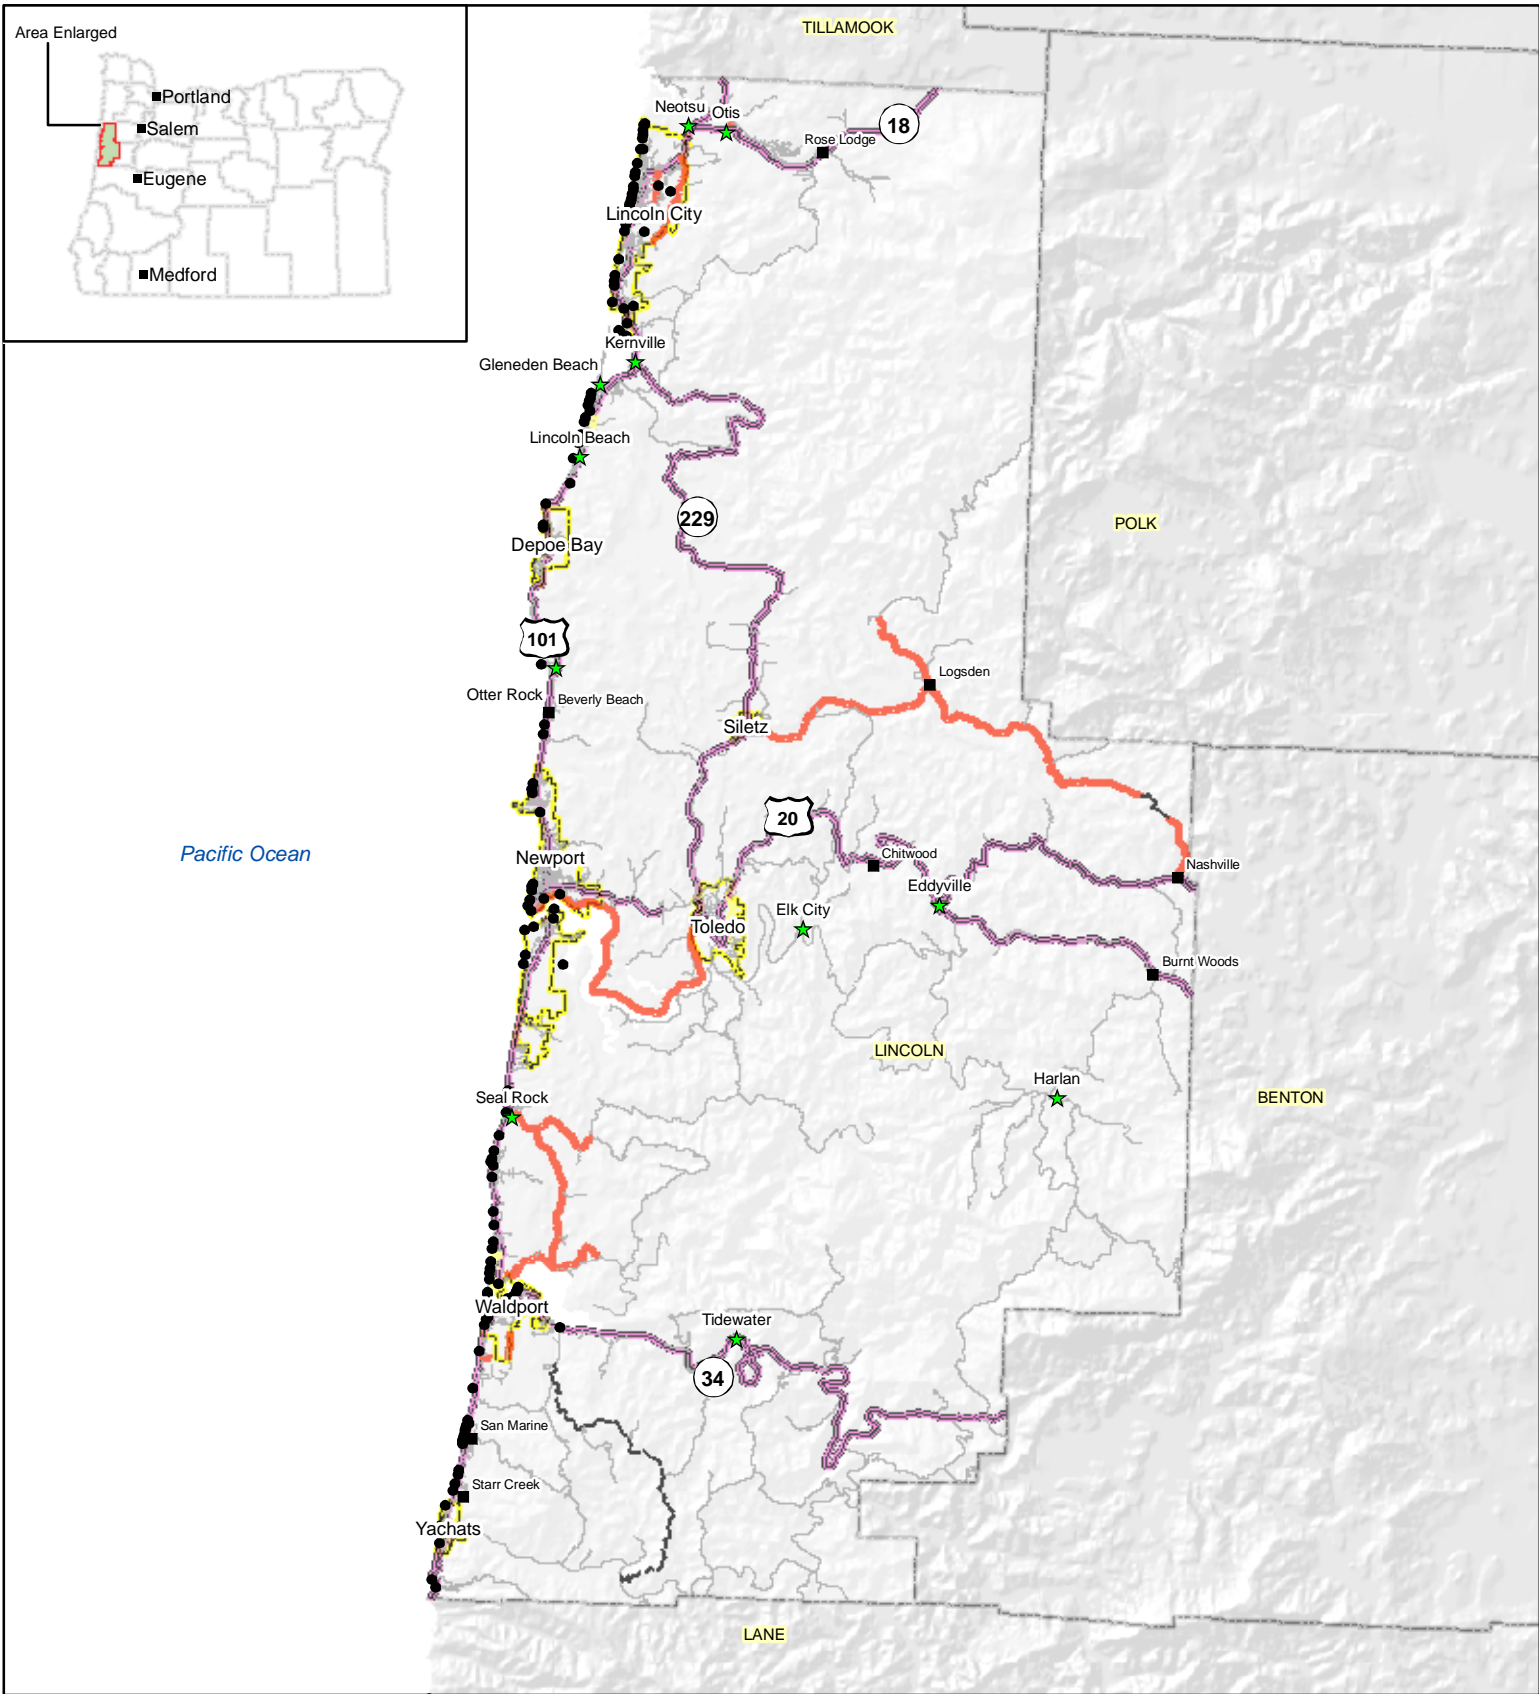 Area Enlarged
Portland
Salem
Eugene
Medford
TILLAMOOK
Neotsu
Otis
18
Rose Lodge
Lincoln City
Kernville
Gleneden Beach
Lincoln Beach
229
POLK
Depoe Bay
101
Logsden
Otter Rock
Beverly Beach
Siletz
20
Pacific Ocean
Newport
Chitwood
Nashville
Eddyville
Elk City
Toledo
Burnt Woods
LINCOLN
Harlan
BENTON
Seal Rock
Waldport
Tidewater
34
San Marine
Starr Creek
Yachats
LANE